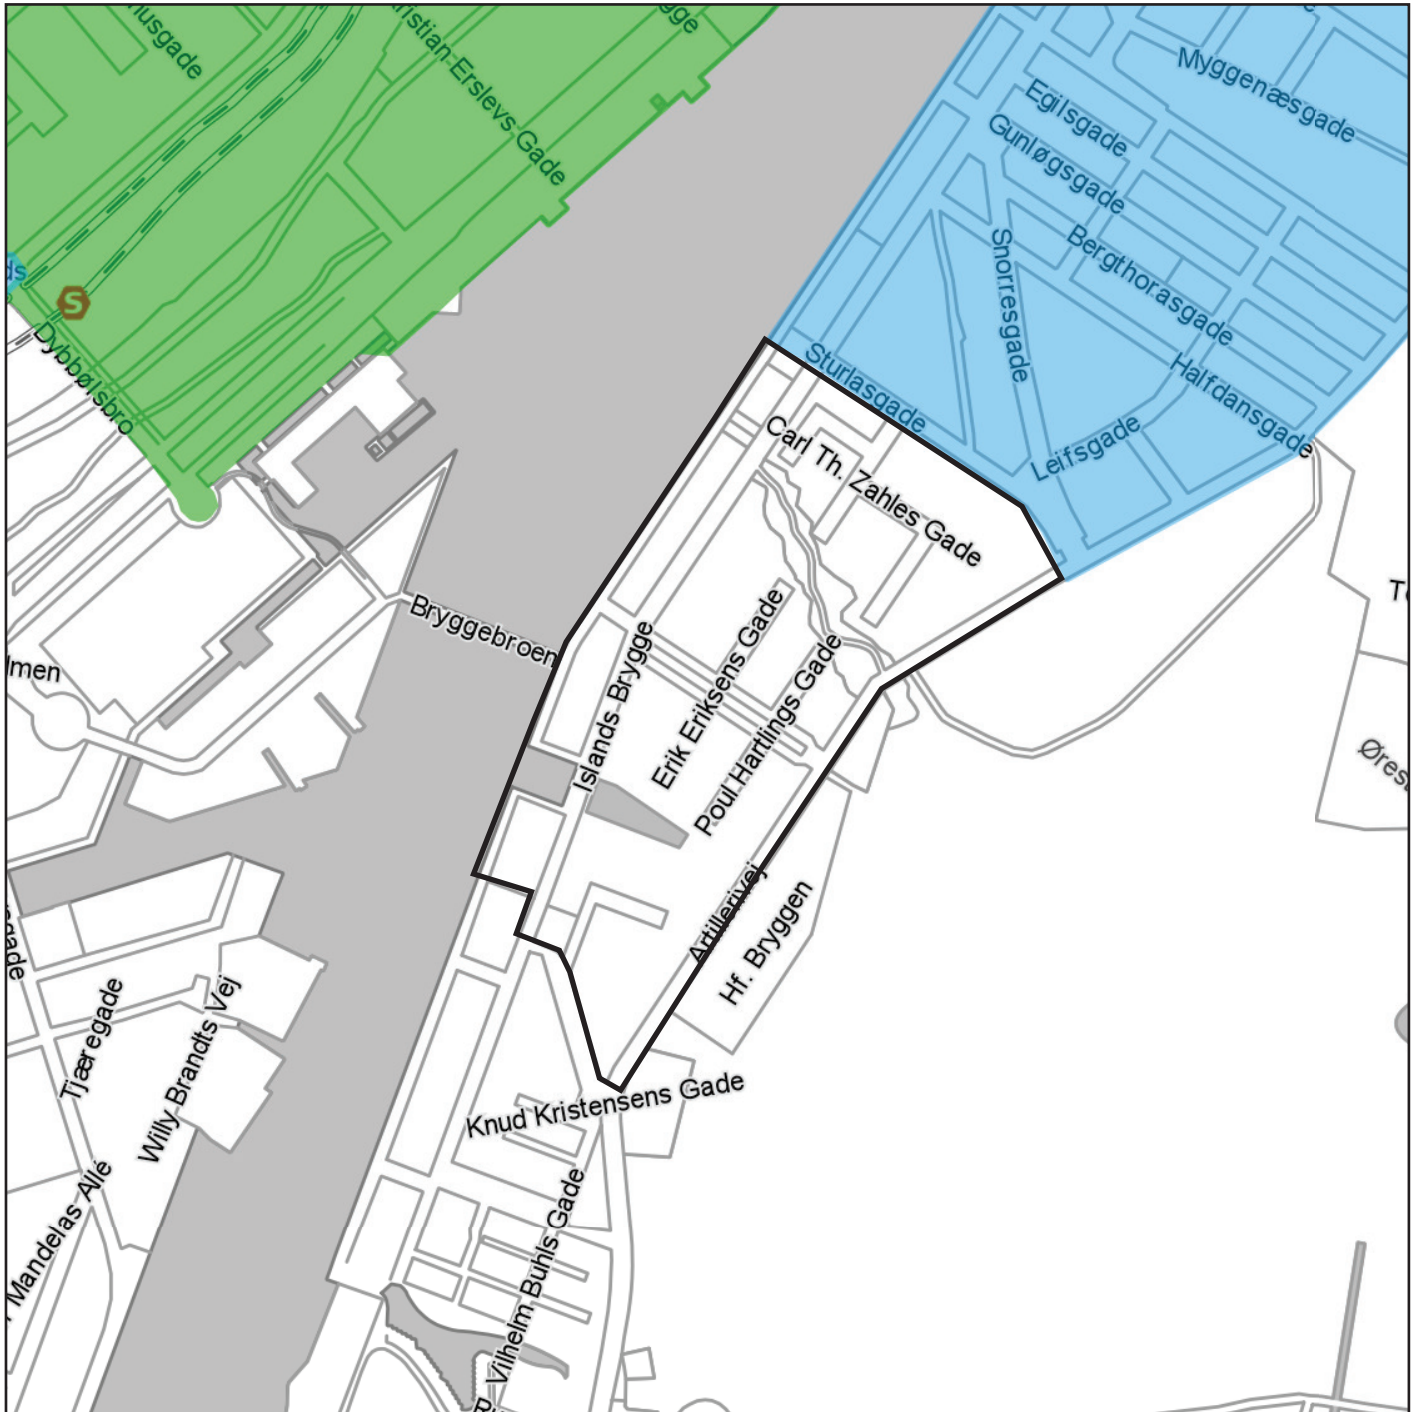 Myggenæsgade
Egilsgade
Gunløgsgade
Kristian Erslevs Gade
Bergthorasgade
Snorresgade
S
Dybbølsbro
Sturlasgade
Halfdansgade
Leifsgade
Carl Th. Zahles Gade
Bryggebroen
Islands Brygge
Erik Eriksens Gade
Poul Hartlings Gade
Artillerivej
Hf. Bryggen
Tjæregade
Willy Brandts Vej
Knud Kristensens Gade
Mandelas Allé
Vilhelm Buhls Gade